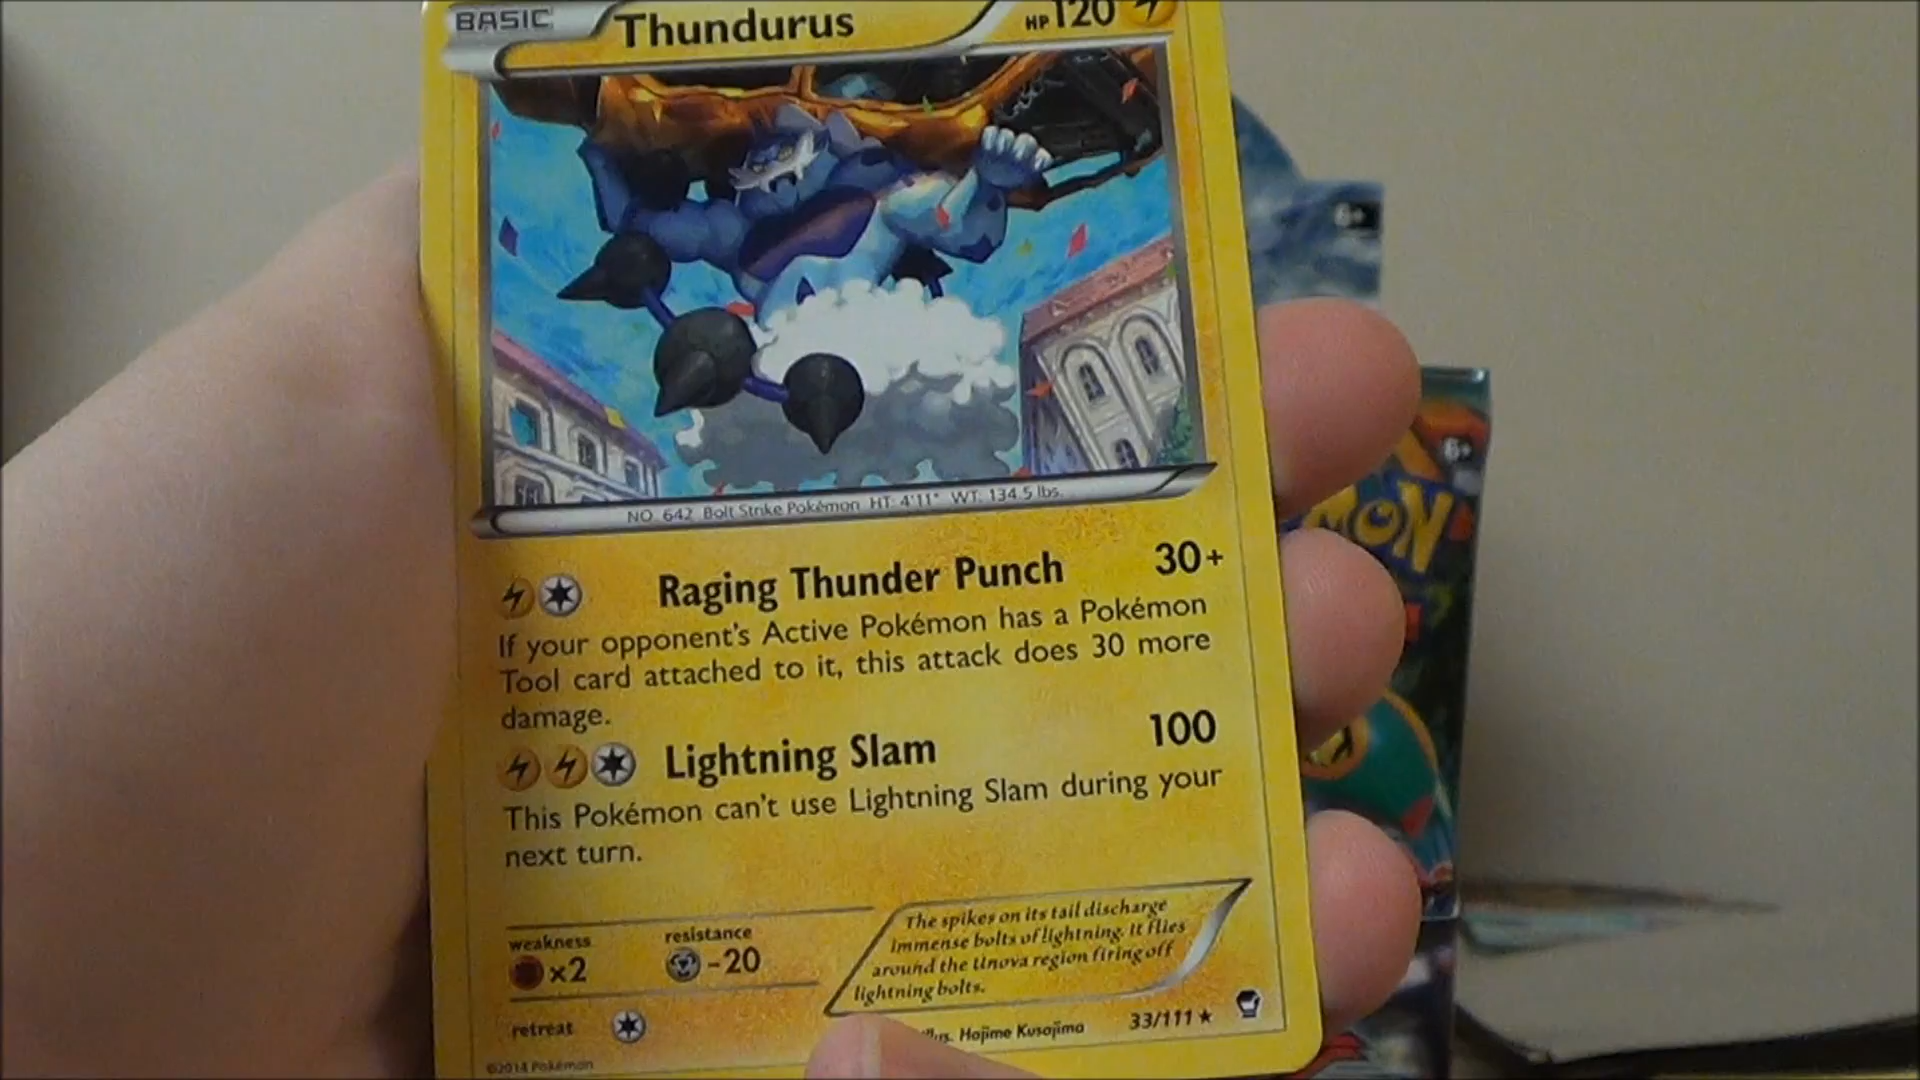 BASIC Thundurus HP 120
NO. 642 Bolt Strike Pokémon HT: 4'11" WT: 134.5 lbs.
Raging Thunder Punch 30+
If your opponent's Active Pokémon has a Pokémon
Tool card attached to it, this attack does 30 more
damage.
Lightning Slam 100
This Pokémon can't use Lightning Slam during your
next turn.
weakness
×2
resistance
-20
retreat
The spikes on its tail discharge
immense bolts of lightning. It flies
around the Unova region firing off
lightning bolts.
Illus. Hajime Kusajima
33/111 ★
©2014 Pokémon
6+
6+